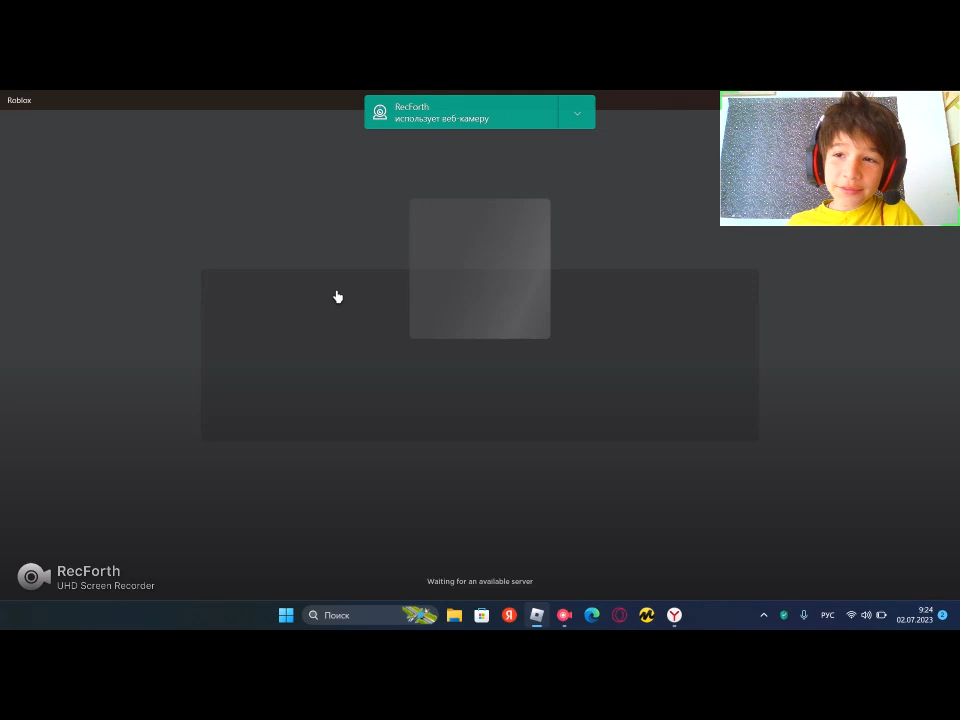 Roblox
RecForth
использует веб-камеру
RecForth
UHD Screen Recorder
Waiting for an available server
Поиск
РУС
9:24
02.07.2023